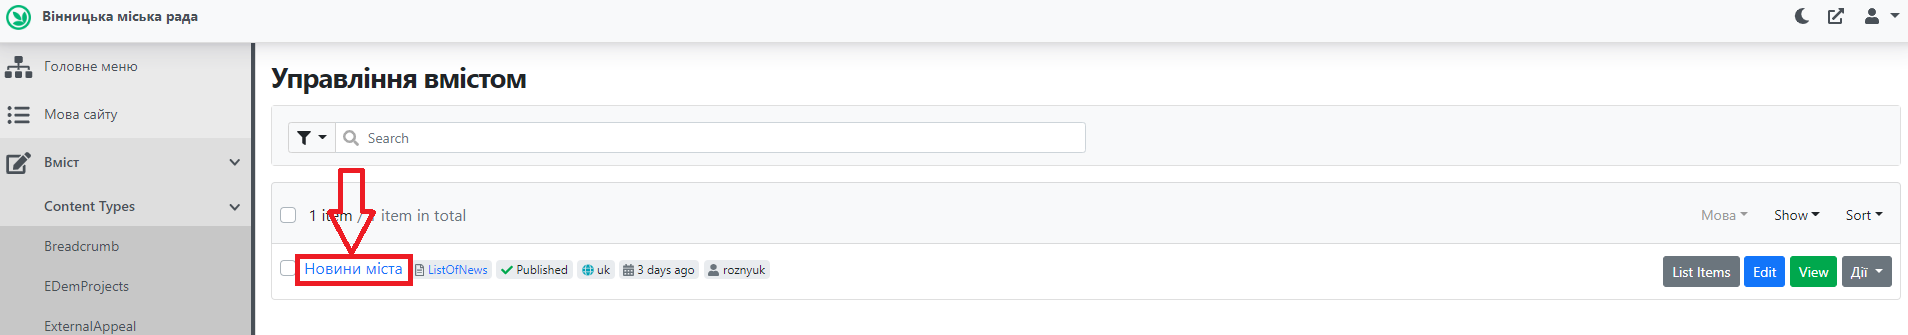 Вінницька міська рада
Головне меню
Мова сайту
Вміст
Content Types
Breadcrumb
EDemProjects
ExternalAppeal
Управління вмістом
Search
1 item / item in total
Мова Show Sort
Новини міста ListOfNews Published uk 3 days ago roznyuk List Items Edit View Дії